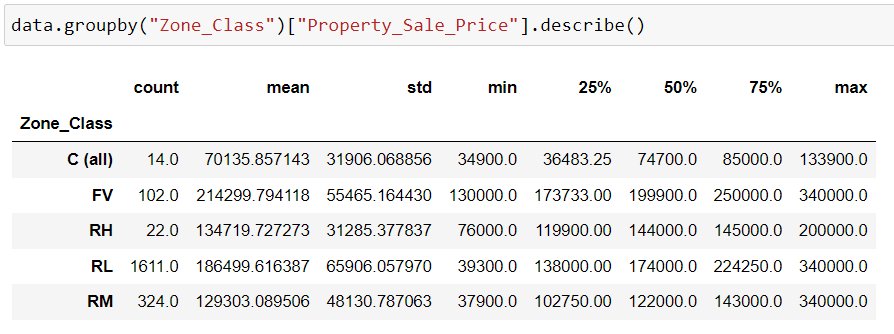 data.groupby("Zone_Class")["Property_Sale_Price"].describe()
count mean std min 25% 50% 75% max
Zone_Class
C (all) 14.0 70135.857143 31906.068856 34900.0 36483.25 74700.0 85000.0 133900.0
FV 102.0 214299.794118 55465.164430 130000.0 173733.00 199900.0 250000.0 340000.0
RH 22.0 134719.727273 31285.377837 76000.0 119900.00 144000.0 145000.0 200000.0
RL 1611.0 186499.616387 65906.057970 39300.0 138000.00 174000.0 224250.0 340000.0
RM 324.0 129303.089506 48130.787063 37900.0 102750.00 122000.0 143000.0 340000.0